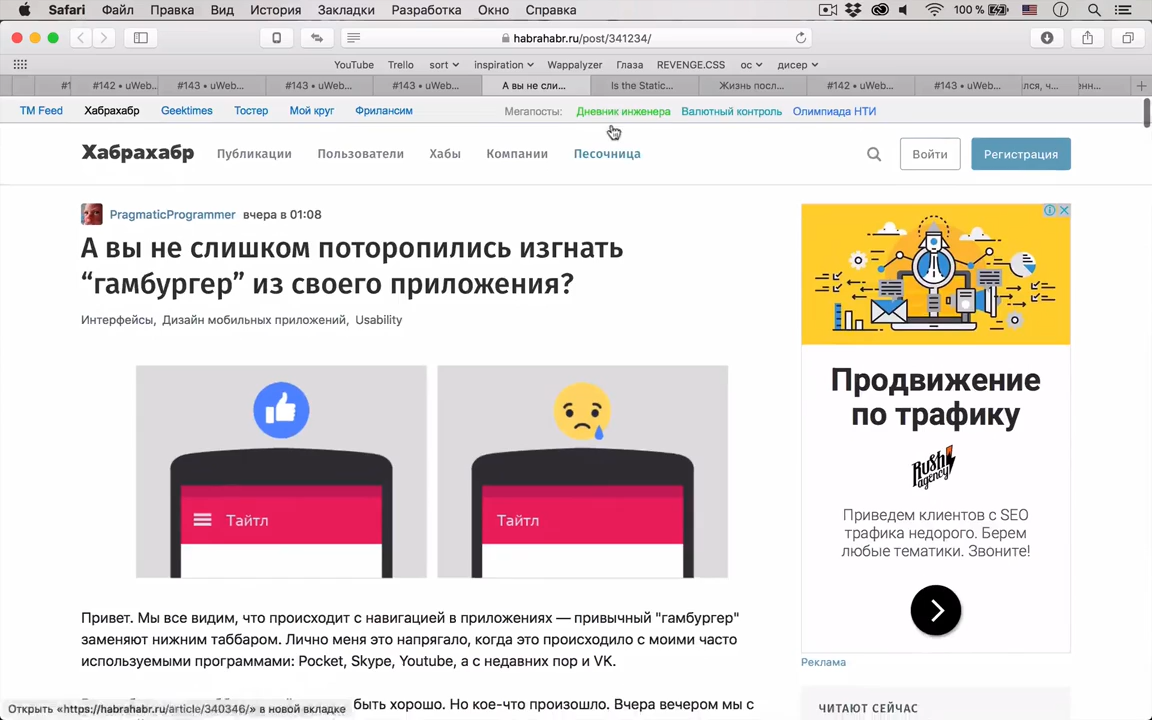 Safari Файл Правка Вид История Закладки Разработка Окно Справка 100 %
habrahabr.ru/post/341234/
YouTube Trello sort inspiration Wappalyzer Глаза REVENGE.CSS ос дисер
#1 #142 • uWeb... #143 • uWeb... #143 • uWeb... #143 • uWeb... А вы не сли... Is the Static... Жизнь посл... #142 • uWeb... #143 • uWeb... лся, ч... енн...
TM Feed Хабрахабр Geektimes Тостер Мой круг Фрилансим Мегапосты: Дневник инженера Валютный контроль Олимпиада НТИ
Хабрахабр Публикации Пользователи Хабы Компании Песочница Войти Регистрация
PragmaticProgrammer вчера в 01:08
А вы не слишком поторопились изгнать
“гамбургер” из своего приложения?
Интерфейсы, Дизайн мобильных приложений, Usability
Тайтл Тайтл
Привет. Мы все видим, что происходит с навигацией в приложениях — привычный "гамбургер"
заменяют нижним таббаром. Лично меня это напрягало, когда это происходило с моими часто
используемыми программами: Pocket, Skype, Youtube, а с недавних пор и VK.
быть хорошо. Но кое-что произошло. Вчера вечером мы с
Открыть «https://habrahabr.ru/article/340346/» в новой вкладке
Продвижение
по трафику
Rush
agency
Приведем клиентов с SEO
трафика недорого. Берем
любые тематики. Звоните!
Реклама
ЧИТАЮТ СЕЙЧАС